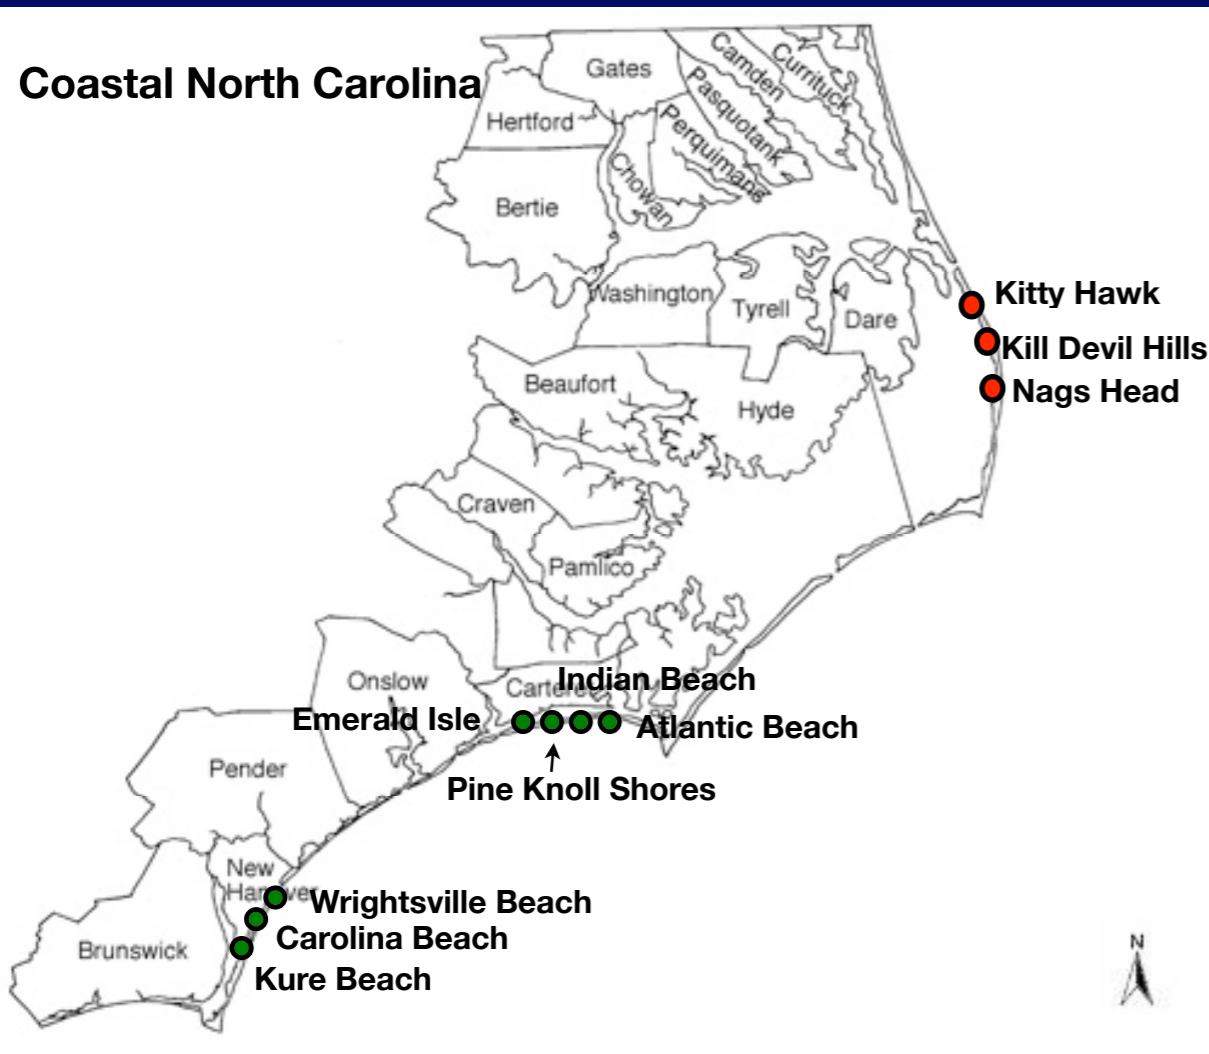 Coastal North Carolina
Gates
Camden
Currituck
Hertford
Pasquotank
Perquimans
Chowan
Bertie
Washington
Tyrell
Dare
Kitty Hawk
Kill Devil Hills
Nags Head
Beaufort
Hyde
Craven
Pamlico
Onslow
Carteret
Indian Beach
Emerald Isle
Atlantic Beach
Pender
Pine Knoll Shores
New
Hanover
Wrightsville Beach
Carolina Beach
Brunswick
Kure Beach
N